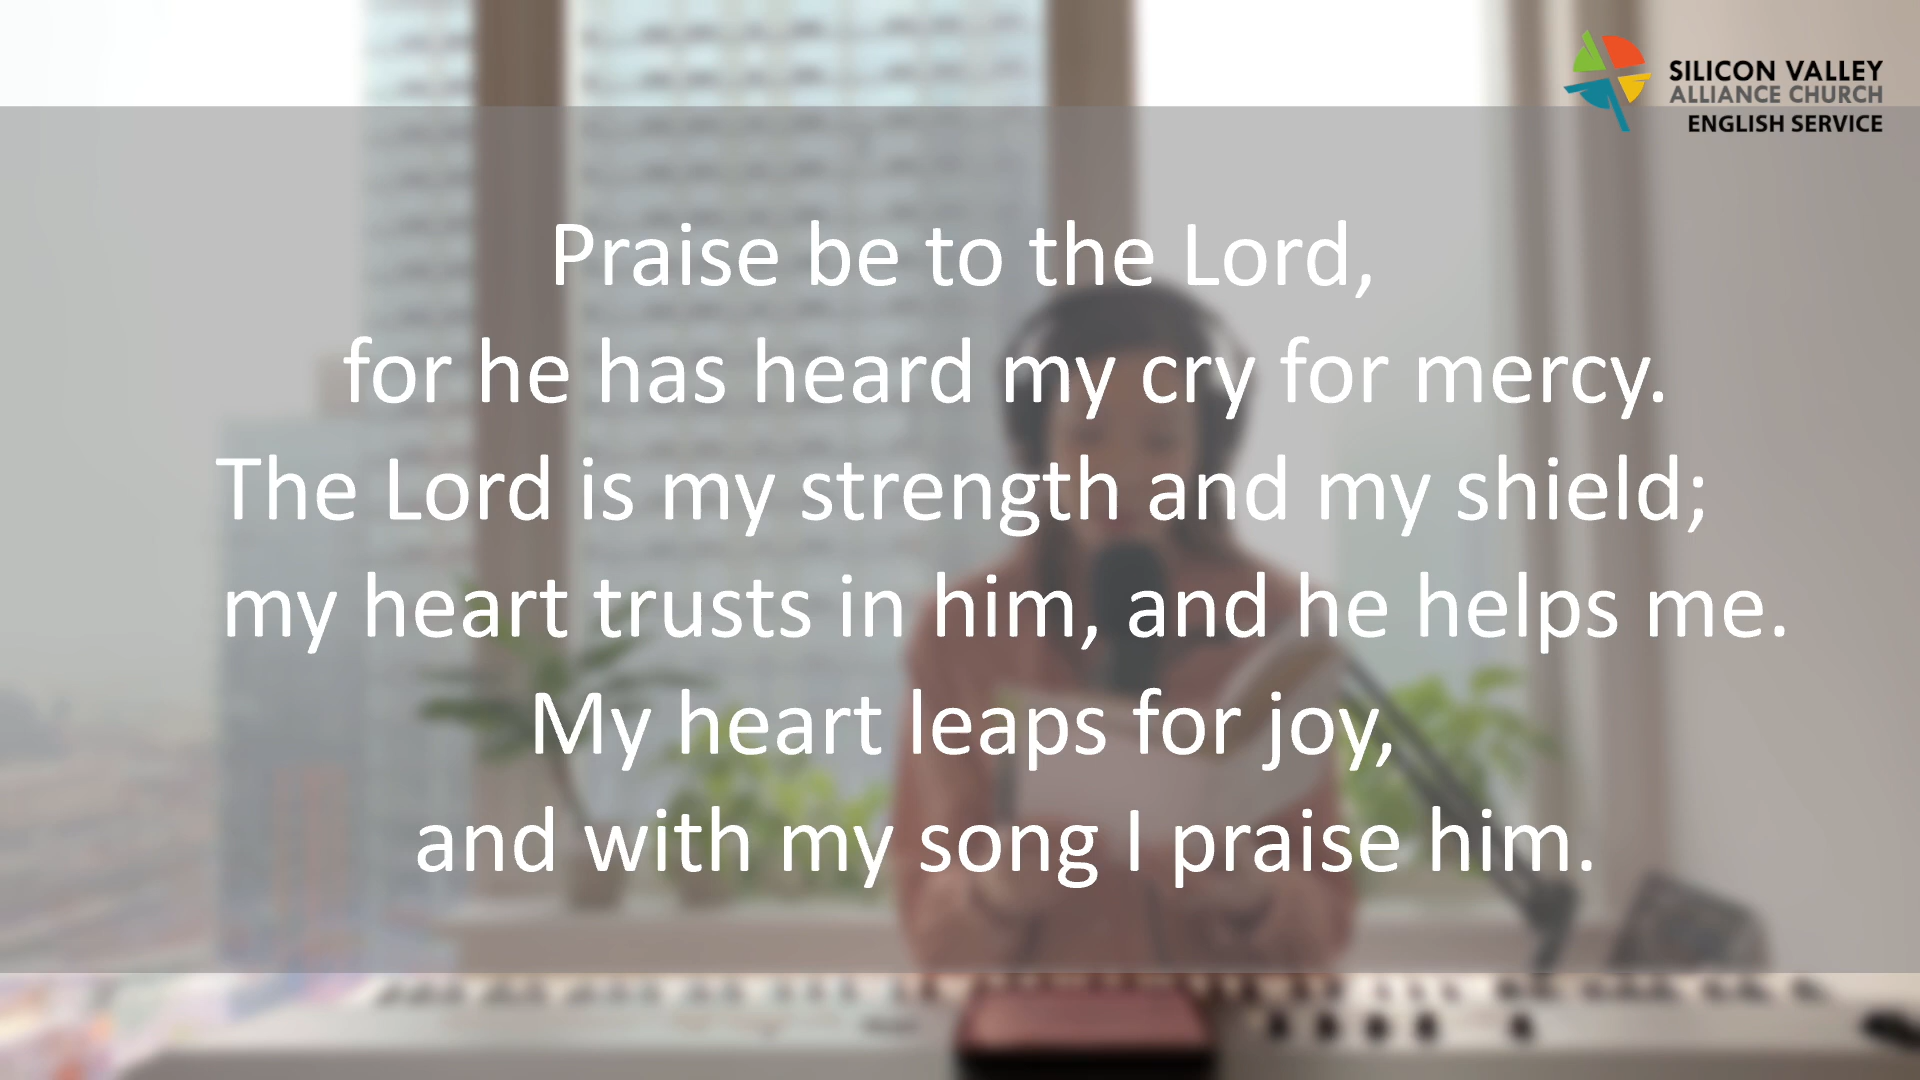 SILICON VALLEY
ALLIANCE CHURCH
ENGLISH SERVICE
Praise be to the Lord,
for he has heard my cry for mercy.
The Lord is my strength and my shield;
my heart trusts in him, and he helps me.
My heart leaps for joy,
and with my song I praise him.